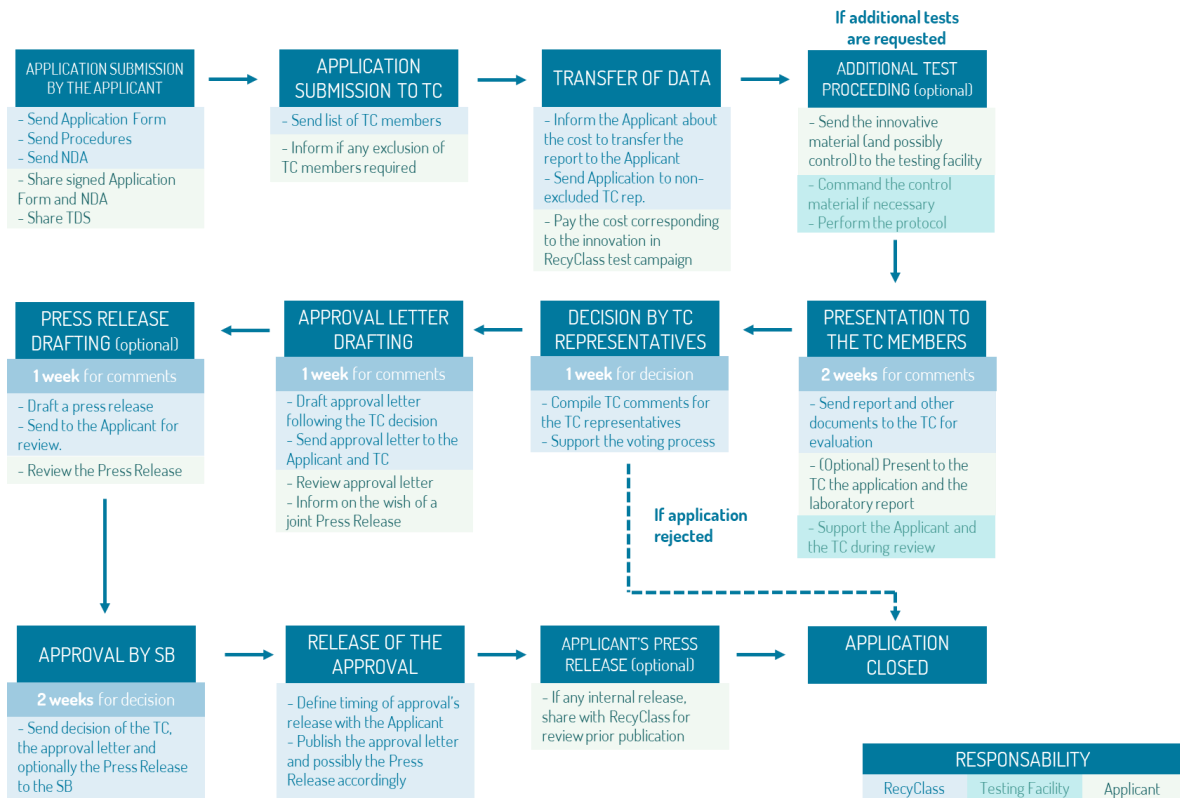 If additional tests
are requested
APPLICATION SUBMISSION
BY THE APPLICANT
- Send Application Form
- Send Procedures
- Send NDA
- Share signed Application
Form and NDA
- Share TDS
APPLICATION
SUBMISSION TO TC
- Send list of TC members
- Inform if any exclusion of
TC members required
TRANSFER OF DATA
- Inform the Applicant about
the cost to transfer the
report to the Applicant
- Send Application to non-
excluded TC rep.
- Pay the cost corresponding
to the innovation in
RecyClass test campaign
ADDITIONAL TEST
PROCEEDING (optional)
- Send the innovative
material (and possibly
control) to the testing facility
- Command the control
material if necessary
- Perform the protocol
PRESENTATION TO
THE TC MEMBERS
2 weeks for comments
- Send report and other
documents to the TC for
evaluation
- (Optional) Present to the
TC the application and the
laboratory report
- Support the Applicant and
the TC during review
DECISION BY TC
REPRESENTATIVES
1 week for decision
- Compile TC comments for
the TC representatives
- Support the voting process
If application
rejected
APPROVAL LETTER
DRAFTING
1 week for comments
- Draft approval letter
following the TC decision
- Send approval letter to the
Applicant and TC
- Review approval letter
- Inform on the wish of a
joint Press Release
PRESS RELEASE
DRAFTING (optional)
1 week for comments
- Draft a press release
- Send to the Applicant for
review.
- Review the Press Release
APPROVAL BY SB
2 weeks for decision
- Send decision of the TC,
the approval letter and
optionally the Press Release
to the SB
RELEASE OF THE
APPROVAL
- Define timing of approval's
release with the Applicant
- Publish the approval letter
and possibly the Press
Release accordingly
APPLICANT'S PRESS
RELEASE (optional)
- If any internal release,
share with RecyClass for
review prior publication
APPLICATION
CLOSED
RESPONSABILITY
RecyClass Testing Facility Applicant